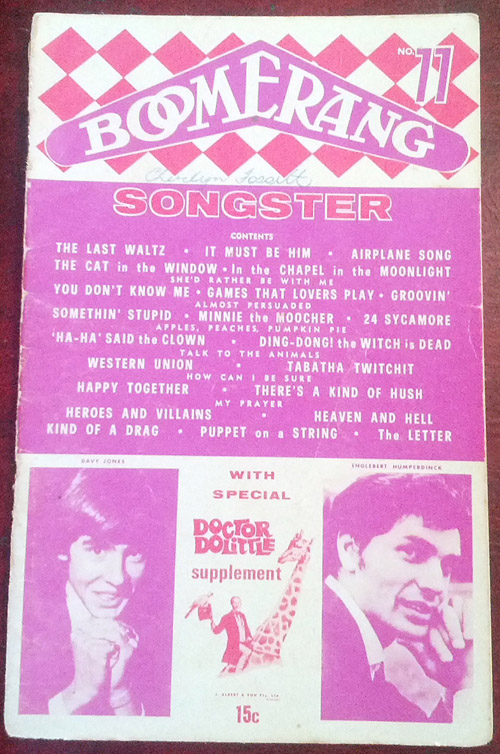 NO. 11
BOOMERANG
SONGSTER
CONTENTS
THE LAST WALTZ • IT MUST BE HIM • AIRPLANE SONG
THE CAT in the WINDOW • In the CHAPEL in the MOONLIGHT
SHE'D RATHER BE WITH ME
YOU DON'T KNOW ME • GAMES THAT LOVERS PLAY • GROOVIN'
ALMOST PERSUADED
SOMETHIN' STUPID • MINNIE the MOOCHER • 24 SYCAMORE
APPLES, PEACHES, PUMPKIN PIE
'HA-HA' SAID the CLOWN • DING-DONG! the WITCH is DEAD
TALK TO THE ANIMALS
WESTERN UNION • TABATHA TWITCHIT
HOW CAN I BE SURE
HAPPY TOGETHER • THERE'S A KIND OF HUSH
MY PRAYER
HEROES AND VILLAINS • HEAVEN AND HELL
KIND OF A DRAG • PUPPET on a STRING • The LETTER
DAVY JONES
ENGLEBERT HUMPERDINCK
WITH
SPECIAL
DOCTOR
DOLITTLE
supplement
J. ALBERT & SON Pty. Ltd.
15c